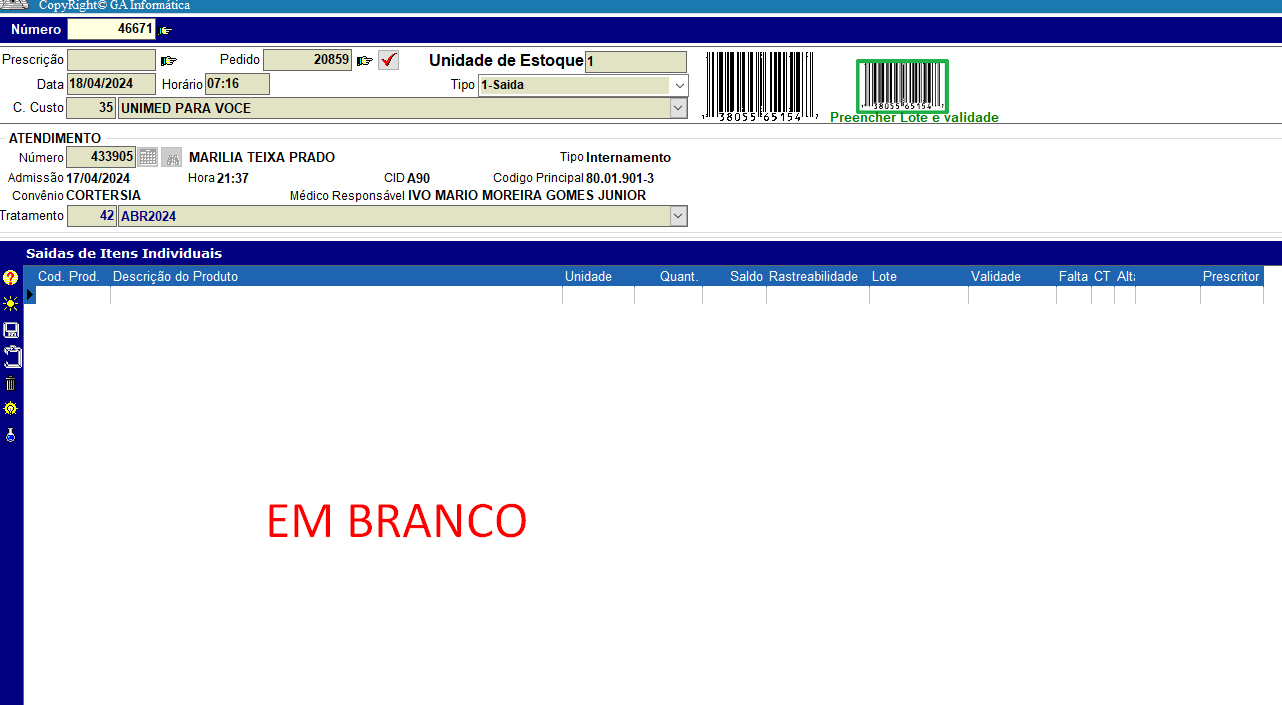 CopyRight© GA Informática
Número 46671
Prescrição Pedido 20859 Unidade de Estoque 1
Data 18/04/2024 Horário 07:16 Tipo 1-Saida
C. Custo 35 UNIMED PARA VOCE
38055 65154
38055 65154
Preencher Lote e validade
ATENDIMENTO
Número 433905 MARILIA TEIXA PRADO Tipo Internamento
Admissão 17/04/2024 Hora 21:37 CID A90 Codigo Principal 80.01.901-3
Convênio CORTERSIA Médico Responsável IVO MARIO MOREIRA GOMES JUNIOR
Tratamento 42 ABR2024
Saidas de Itens Individuais
Cod. Prod. Descrição do Produto Unidade Quant. Saldo Rastreabilidade Lote Validade Falta CT Alta Prescritor
EM BRANCO